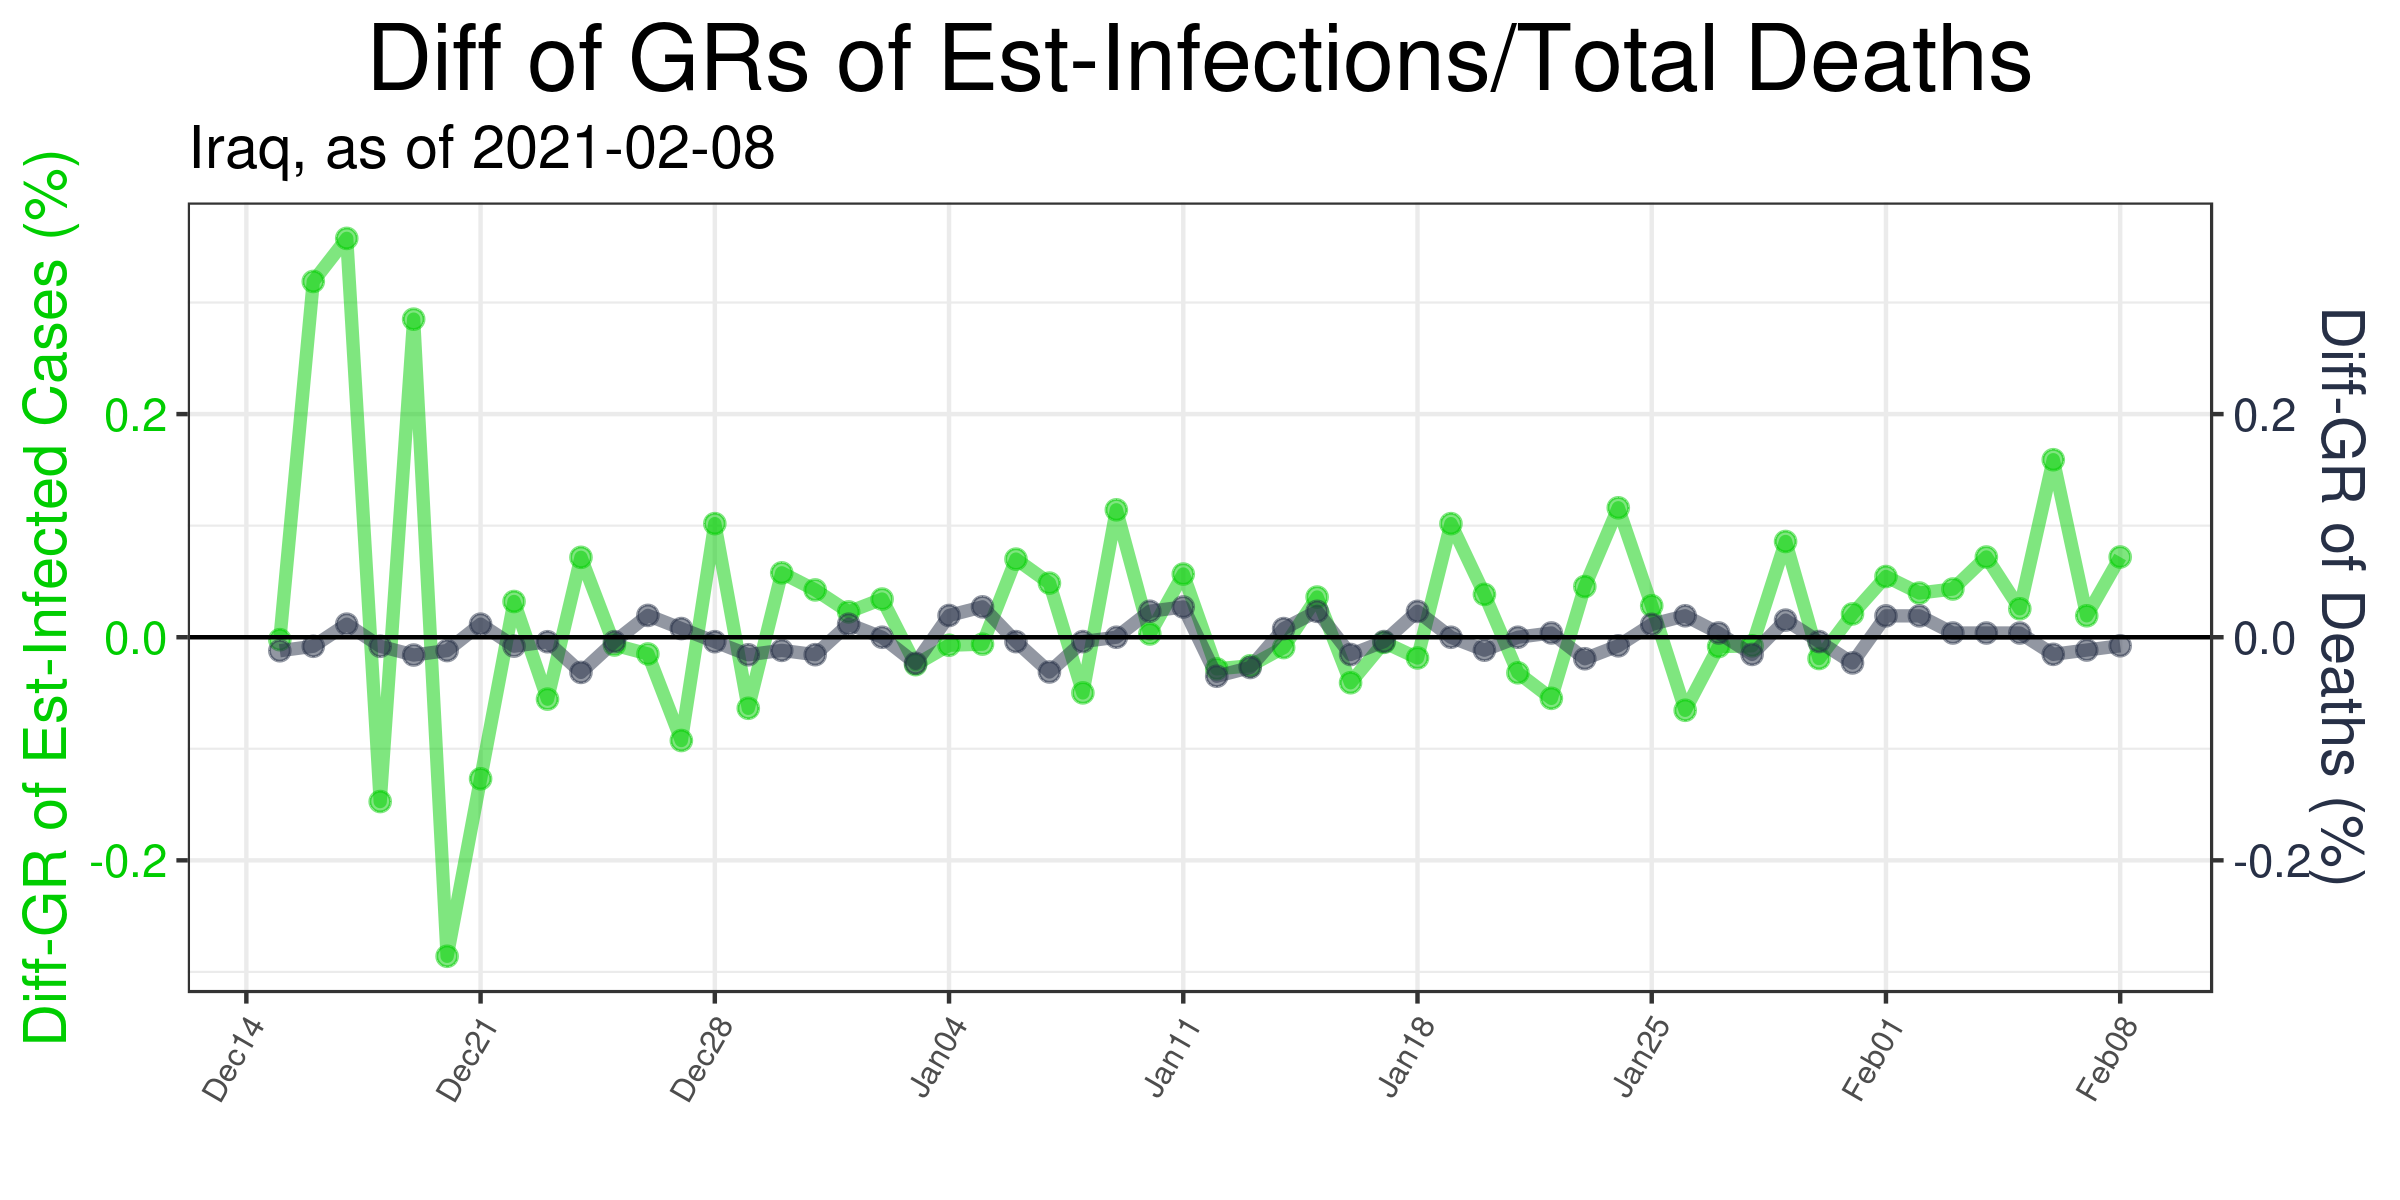 Diff of GRs of Est-Infections/Total Deaths
Iraq, as of 2021-02-08
Diff-GR of Est-Infected Cases (%)
0.2
0.0
-0.2
0.2
0.0
-0.2
Diff-GR of Deaths (%)
Dec14
Dec21
Dec28
Jan04
Jan11
Jan18
Jan25
Feb01
Feb08